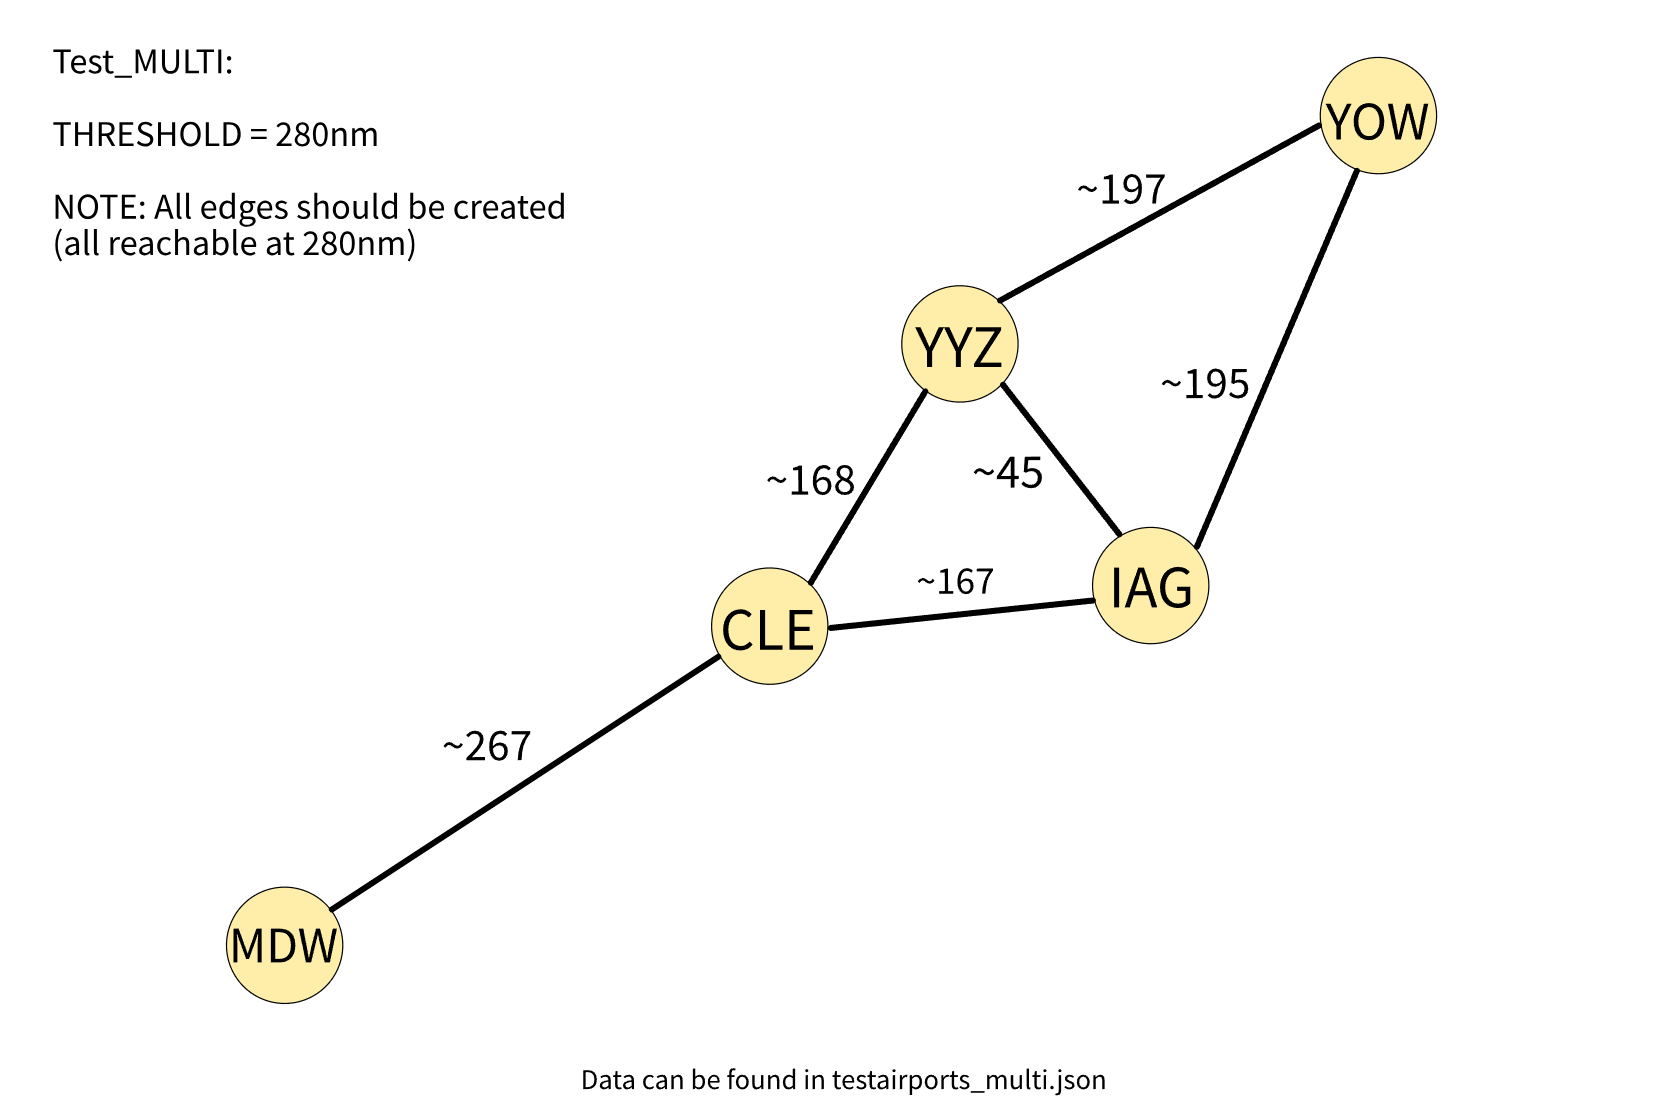 Test_MULTI:
THRESHOLD = 280nm
NOTE: All edges should be created
(all reachable at 280nm)
YOW
~197
YYZ
~195
~168
~45
~167
IAG
CLE
~267
MDW
Data can be found in testairports_multi.json